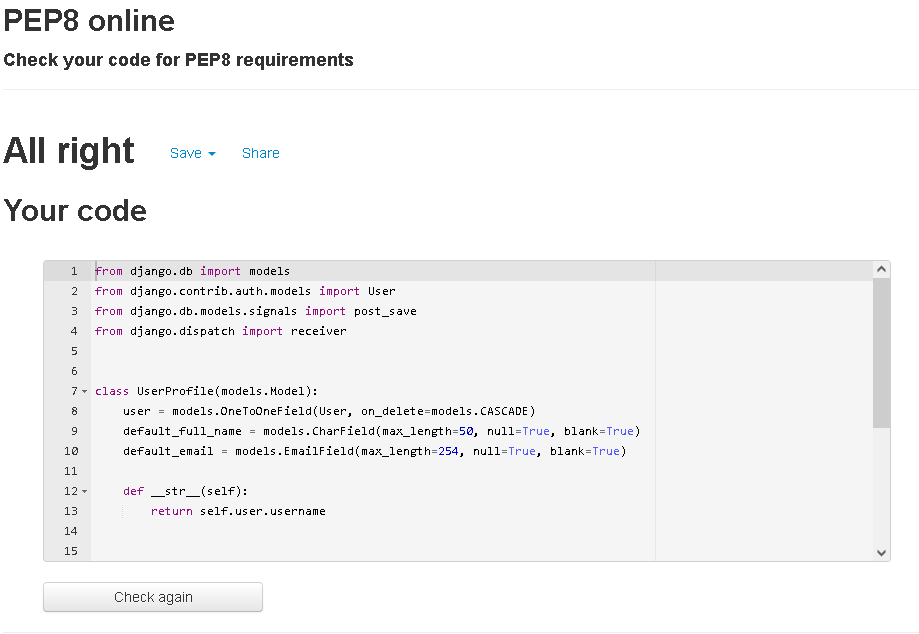 PEP8 online
Check your code for PEP8 requirements
All right Save Share
Your code
1 from django.db import models
2 from django.contrib.auth.models import User
3 from django.db.models.signals import post_save
4 from django.dispatch import receiver
5
6
7 class UserProfile(models.Model):
8     user = models.OneToOneField(User, on_delete=models.CASCADE)
9     default_full_name = models.CharField(max_length=50, null=True, blank=True)
10     default_email = models.EmailField(max_length=254, null=True, blank=True)
11
12     def __str__(self):
13         return self.user.username
14
15
Check again